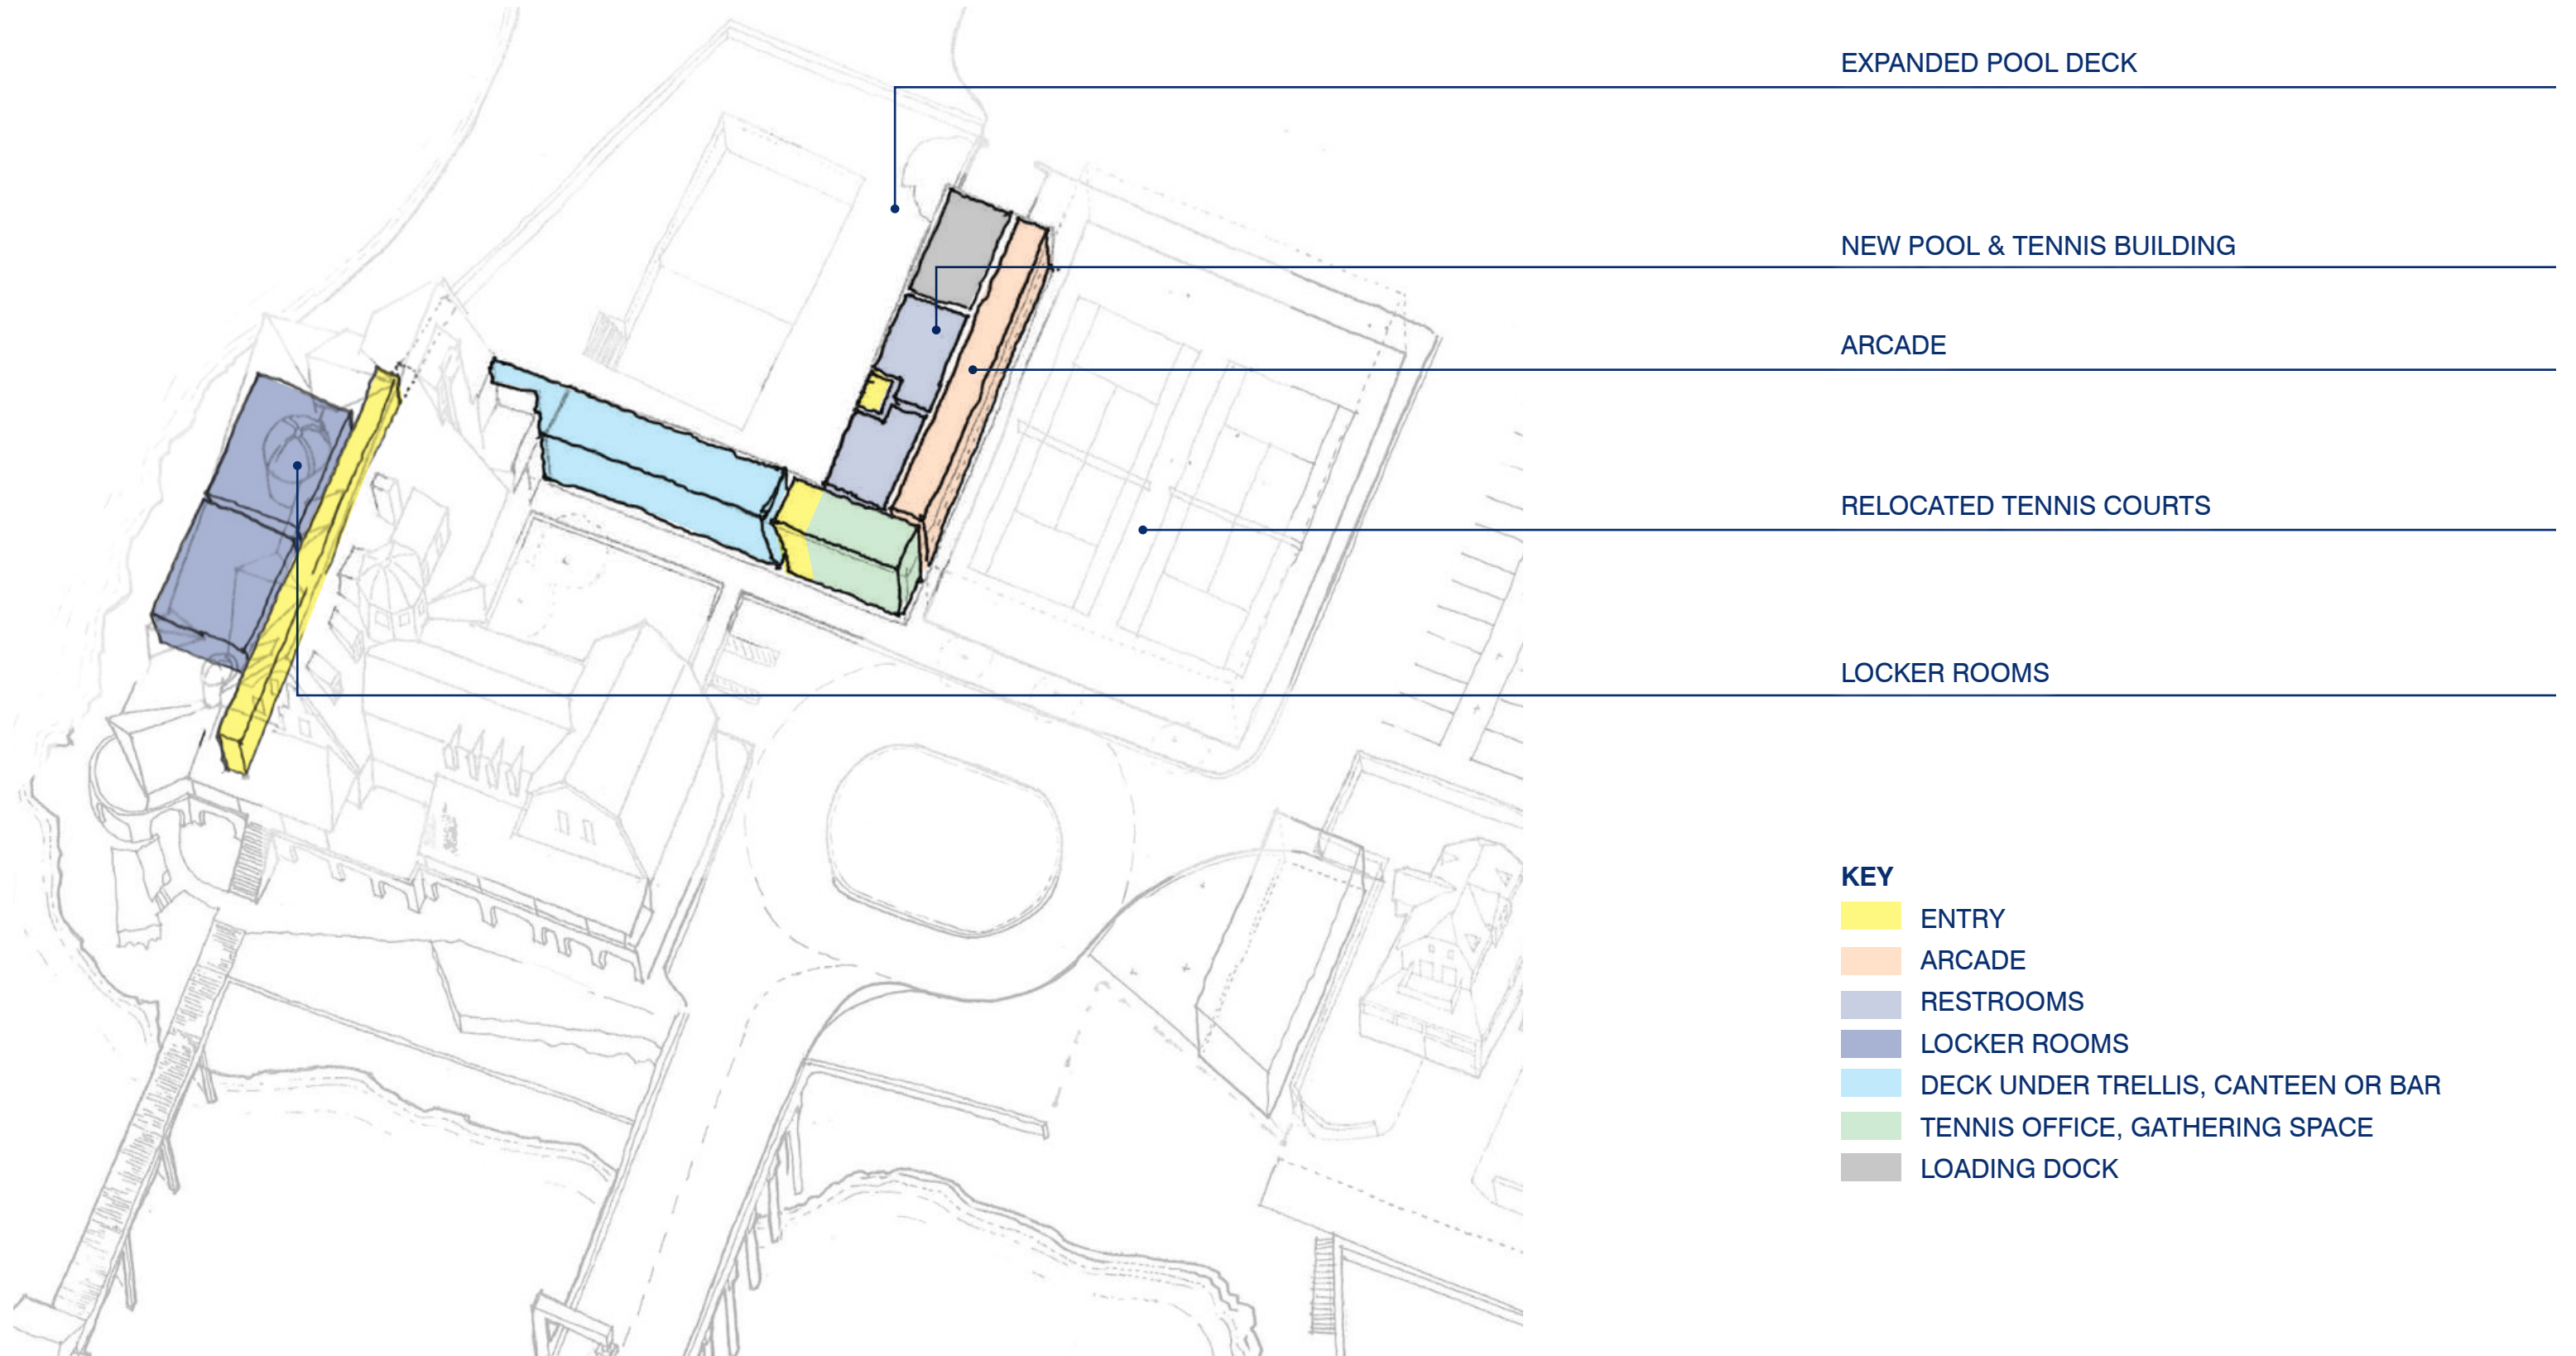 EXPANDED POOL DECK
NEW POOL & TENNIS BUILDING
ARCADE
RELOCATED TENNIS COURTS
LOCKER ROOMS
KEY
ENTRY
ARCADE
RESTROOMS
LOCKER ROOMS
DECK UNDER TRELLIS, CANTEEN OR BAR
TENNIS OFFICE, GATHERING SPACE
LOADING DOCK